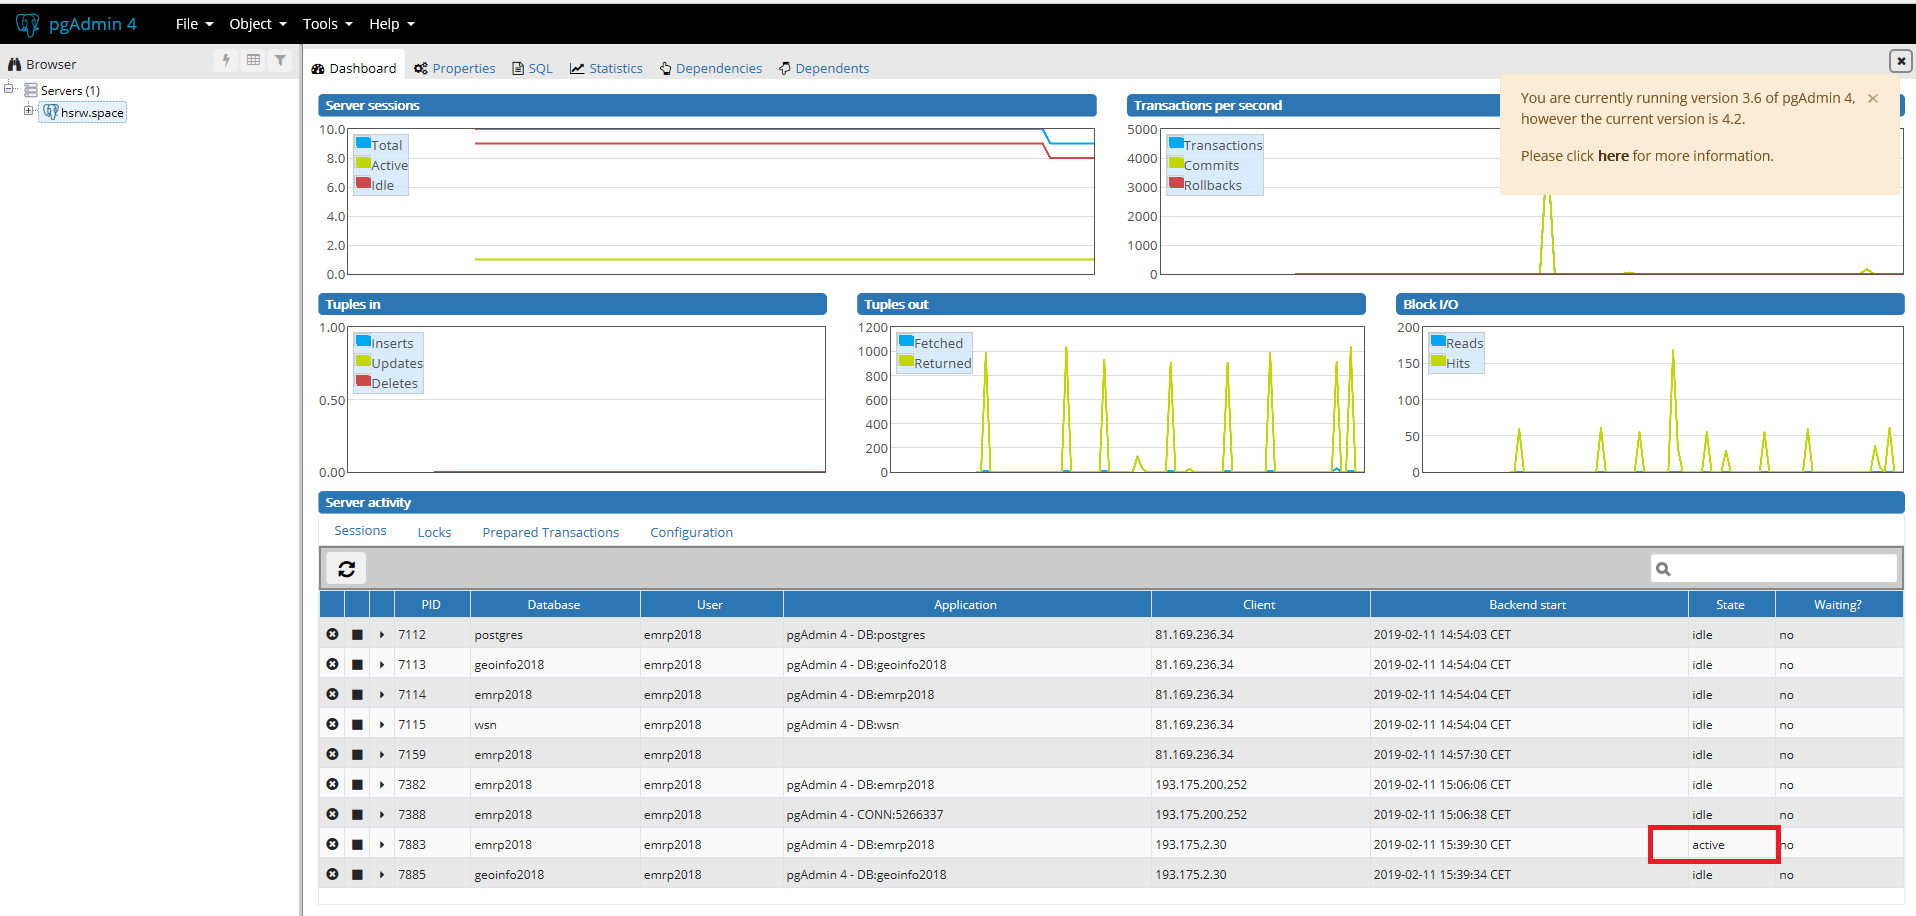 pgAdmin 4 File Object Tools Help
Browser
Servers (1)
hsrw.space
Dashboard Properties SQL Statistics Dependencies Dependents
You are currently running version 3.6 of pgAdmin 4,
however the current version is 4.2.
Please click here for more information.
Server sessions
10.0
8.0
6.0
4.0
2.0
0.0
Total
Active
Idle
Transactions per second
5000
4000
3000
2000
1000
0
Transactions
Commits
Rollbacks
Tuples in
1.00
0.50
0.00
Inserts
Updates
Deletes
Tuples out
1200
1000
800
600
400
200
0
Fetched
Returned
Block I/O
200
150
100
50
0
Reads
Hits
Server activity
Sessions Locks Prepared Transactions Configuration
PID Database User Application Client Backend start State Waiting?
7112 postgres emrp2018 pgAdmin 4 - DB:postgres 81.169.236.34 2019-02-11 14:54:03 CET idle no
7113 geoinfo2018 emrp2018 pgAdmin 4 - DB:geoinfo2018 81.169.236.34 2019-02-11 14:54:04 CET idle no
7114 emrp2018 emrp2018 pgAdmin 4 - DB:emrp2018 81.169.236.34 2019-02-11 14:54:04 CET idle no
7115 wsn emrp2018 pgAdmin 4 - DB:wsn 81.169.236.34 2019-02-11 14:54:04 CET idle no
7159 emrp2018 emrp2018 81.169.236.34 2019-02-11 14:57:30 CET idle no
7382 emrp2018 emrp2018 pgAdmin 4 - DB:emrp2018 193.175.200.252 2019-02-11 15:06:06 CET idle no
7388 emrp2018 emrp2018 pgAdmin 4 - CONN:5266337 193.175.200.252 2019-02-11 15:06:38 CET idle no
7883 emrp2018 emrp2018 pgAdmin 4 - DB:emrp2018 193.175.2.30 2019-02-11 15:39:30 CET active no
7885 geoinfo2018 emrp2018 pgAdmin 4 - DB:geoinfo2018 193.175.2.30 2019-02-11 15:39:34 CET idle no